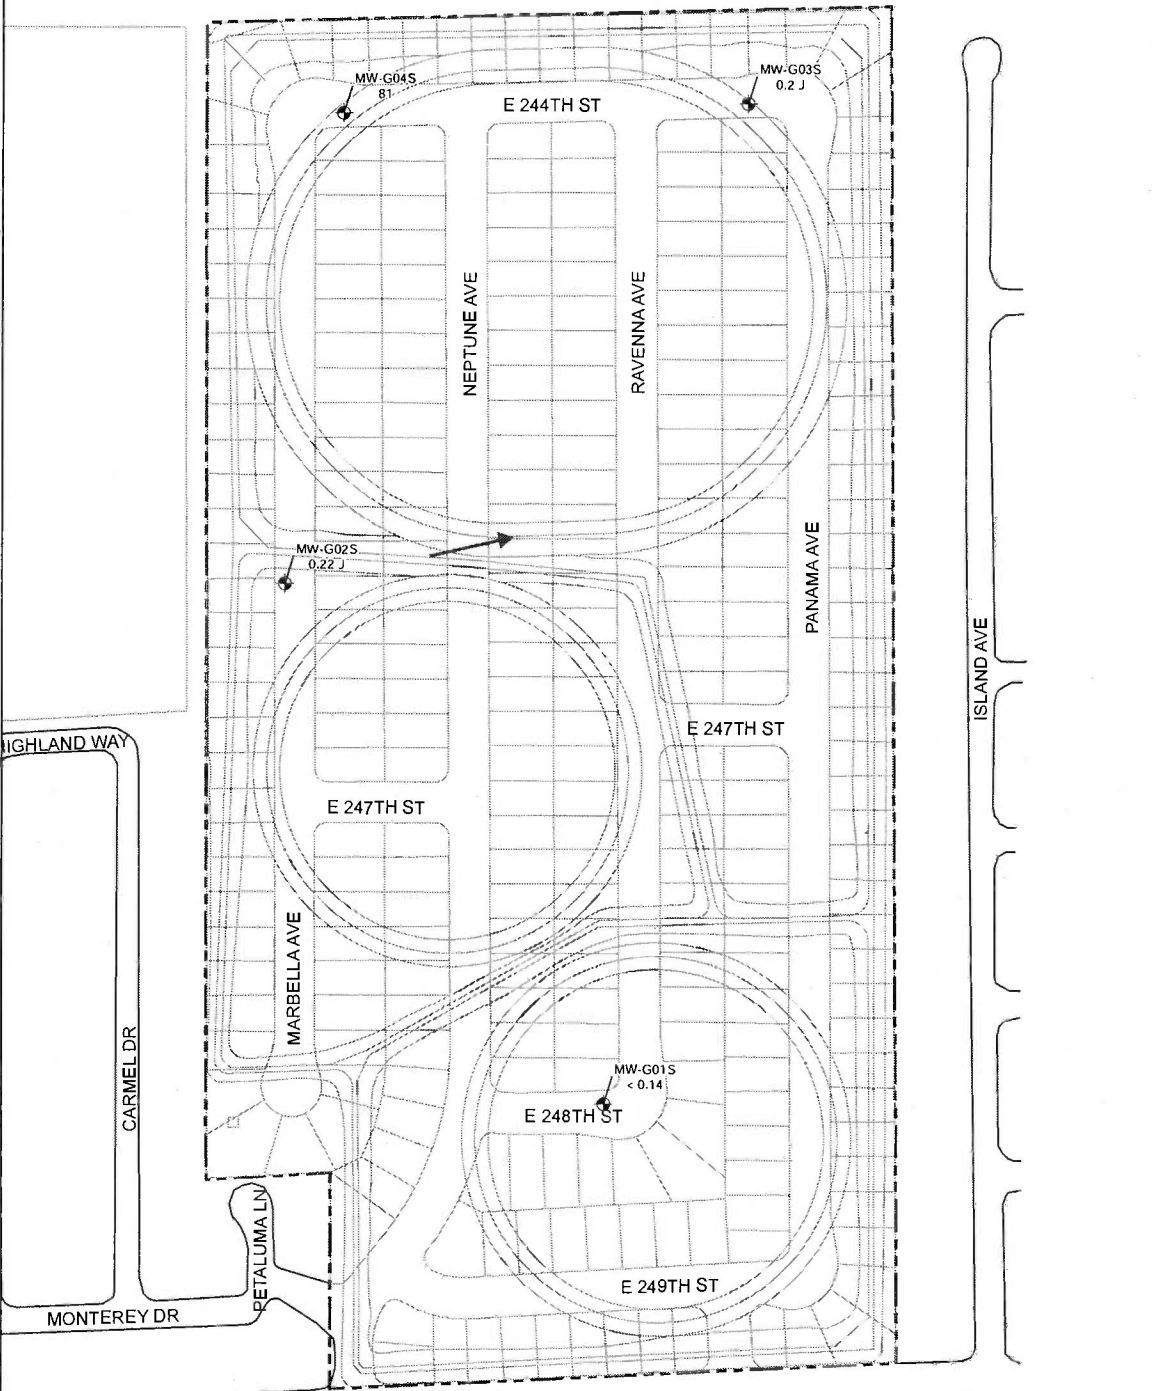 MW-G04S
81
MW-G03S
0.2 J
E 244TH ST
NEPTUNE AVE
RAVENNA AVE
MW-G02S
0.22 J
PANAMA AVE
ISLAND AVE
E 247TH ST
IGHLAND WAY
E 247TH ST
MARBELLA AVE
CARMEL DR
MW-G01S
< 0.14
E 248TH ST
PETALUMA LN
E 249TH ST
MONTEREY DR